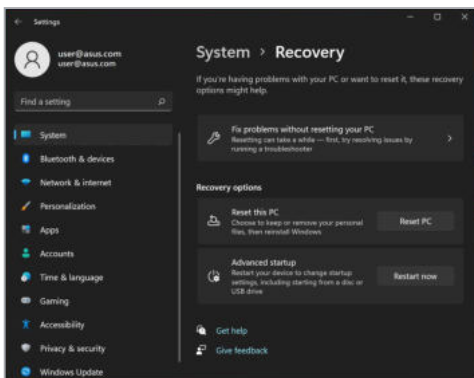 Settings
user@asus.com
user@asus.com
Find a setting
System
Bluetooth & devices
Network & internet
Personalization
Apps
Accounts
Time & language
Gaming
Accessibility
Privacy & security
Windows Update
System > Recovery
If you're having problems with your PC or want to reset it, these recovery
options might help.
Fix problems without resetting your PC
Resetting can take a while — first, try resolving issues by
running a troubleshooter
Recovery options
Reset this PC
Choose to keep or remove your personal
files, then reinstall Windows
Reset PC
Advanced startup
Restart your device to change startup
settings, including starting from a disc or
USB drive
Restart now
Get help
Give feedback